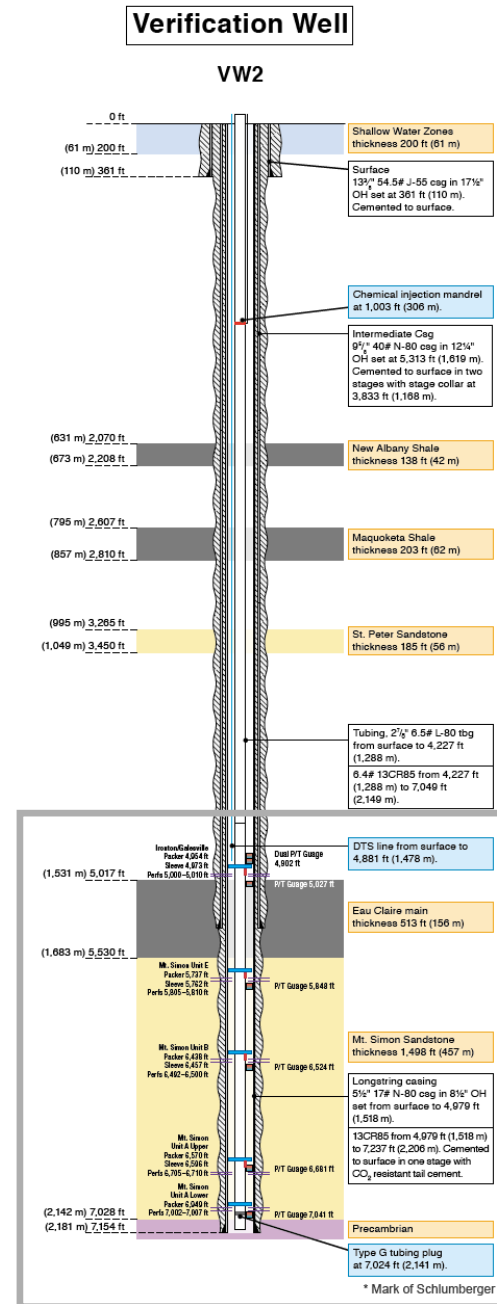 Verification Well
VW2
0 ft
(61 m) 200 ft
(110 m) 361 ft
Shallow Water Zones
thickness 200 ft (61 m)
Surface
13⅜" 54.5# J-55 csg in 17½"
OH set at 361 ft (110 m).
Cemented to surface.
Chemical injection mandrel
at 1,003 ft (306 m).
Intermediate Csg
9⅝" 40# N-80 csg in 12¼"
OH set at 5,313 ft (1,619 m).
Cemented to surface in two
stages with stage collar at
3,833 ft (1,168 m).
(631 m) 2,070 ft
(673 m) 2,208 ft
New Albany Shale
thickness 138 ft (42 m)
(795 m) 2,607 ft
(857 m) 2,810 ft
Maquoketa Shale
thickness 203 ft (62 m)
(995 m) 3,265 ft
(1,049 m) 3,450 ft
St. Peter Sandstone
thickness 185 ft (56 m)
Tubing, 2⅞" 6.5# L-80 tbg
from surface to 4,227 ft
(1,288 m).
6.4# 13CR85 from 4,227 ft
(1,288 m) to 7,049 ft
(2,149 m).
Ironton/Galesville
Packer 4,954 ft
Sleeve 4,973 ft
Perfs 5,000–5,010 ft
Dual P/T Guage
4,902 ft
DTS line from surface to
4,881 ft (1,478 m).
(1,531 m) 5,017 ft
P/T Guage 5,027 ft
Eau Claire main
thickness 513 ft (156 m)
(1,683 m) 5,530 ft
Mt. Simon Unit E
Packer 5,737 ft
Sleeve 5,762 ft
Perfs 5,805–5,810 ft
P/T Guage 5,848 ft
Mt. Simon Unit B
Packer 6,438 ft
Sleeve 6,457 ft
Perfs 6,492–6,500 ft
P/T Guage 6,524 ft
Mt. Simon Sandstone
thickness 1,498 ft (457 m)
Longstring casing
5½" 17# N-80 csg in 8½" OH
set from surface to 4,979 ft
(1,518 m).
13CR85 from 4,979 ft (1,518 m)
to 7,237 ft (2,206 m). Cemented
to surface in one stage with
CO₂ resistant tail cement.
Mt. Simon
Unit A Upper
Packer 6,570 ft
Sleeve 6,596 ft
Perfs 6,705–6,710 ft
P/T Guage 6,681 ft
Mt. Simon
Unit A Lower
Packer 6,949 ft
Perfs 7,002–7,007 ft
P/T Guage 7,041 ft
(2,142 m) 7,028 ft
(2,181 m) 7,154 ft
Precambrian
Type G tubing plug
at 7,024 ft (2,141 m).
* Mark of Schlumberger